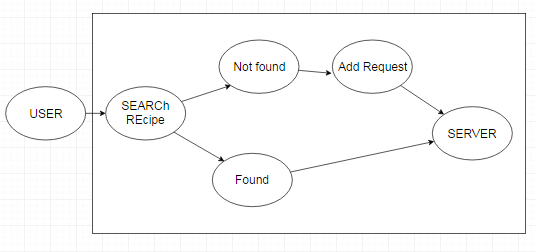 Not found
Add Request
USER
SEARCh
REcipe
SERVER
Found